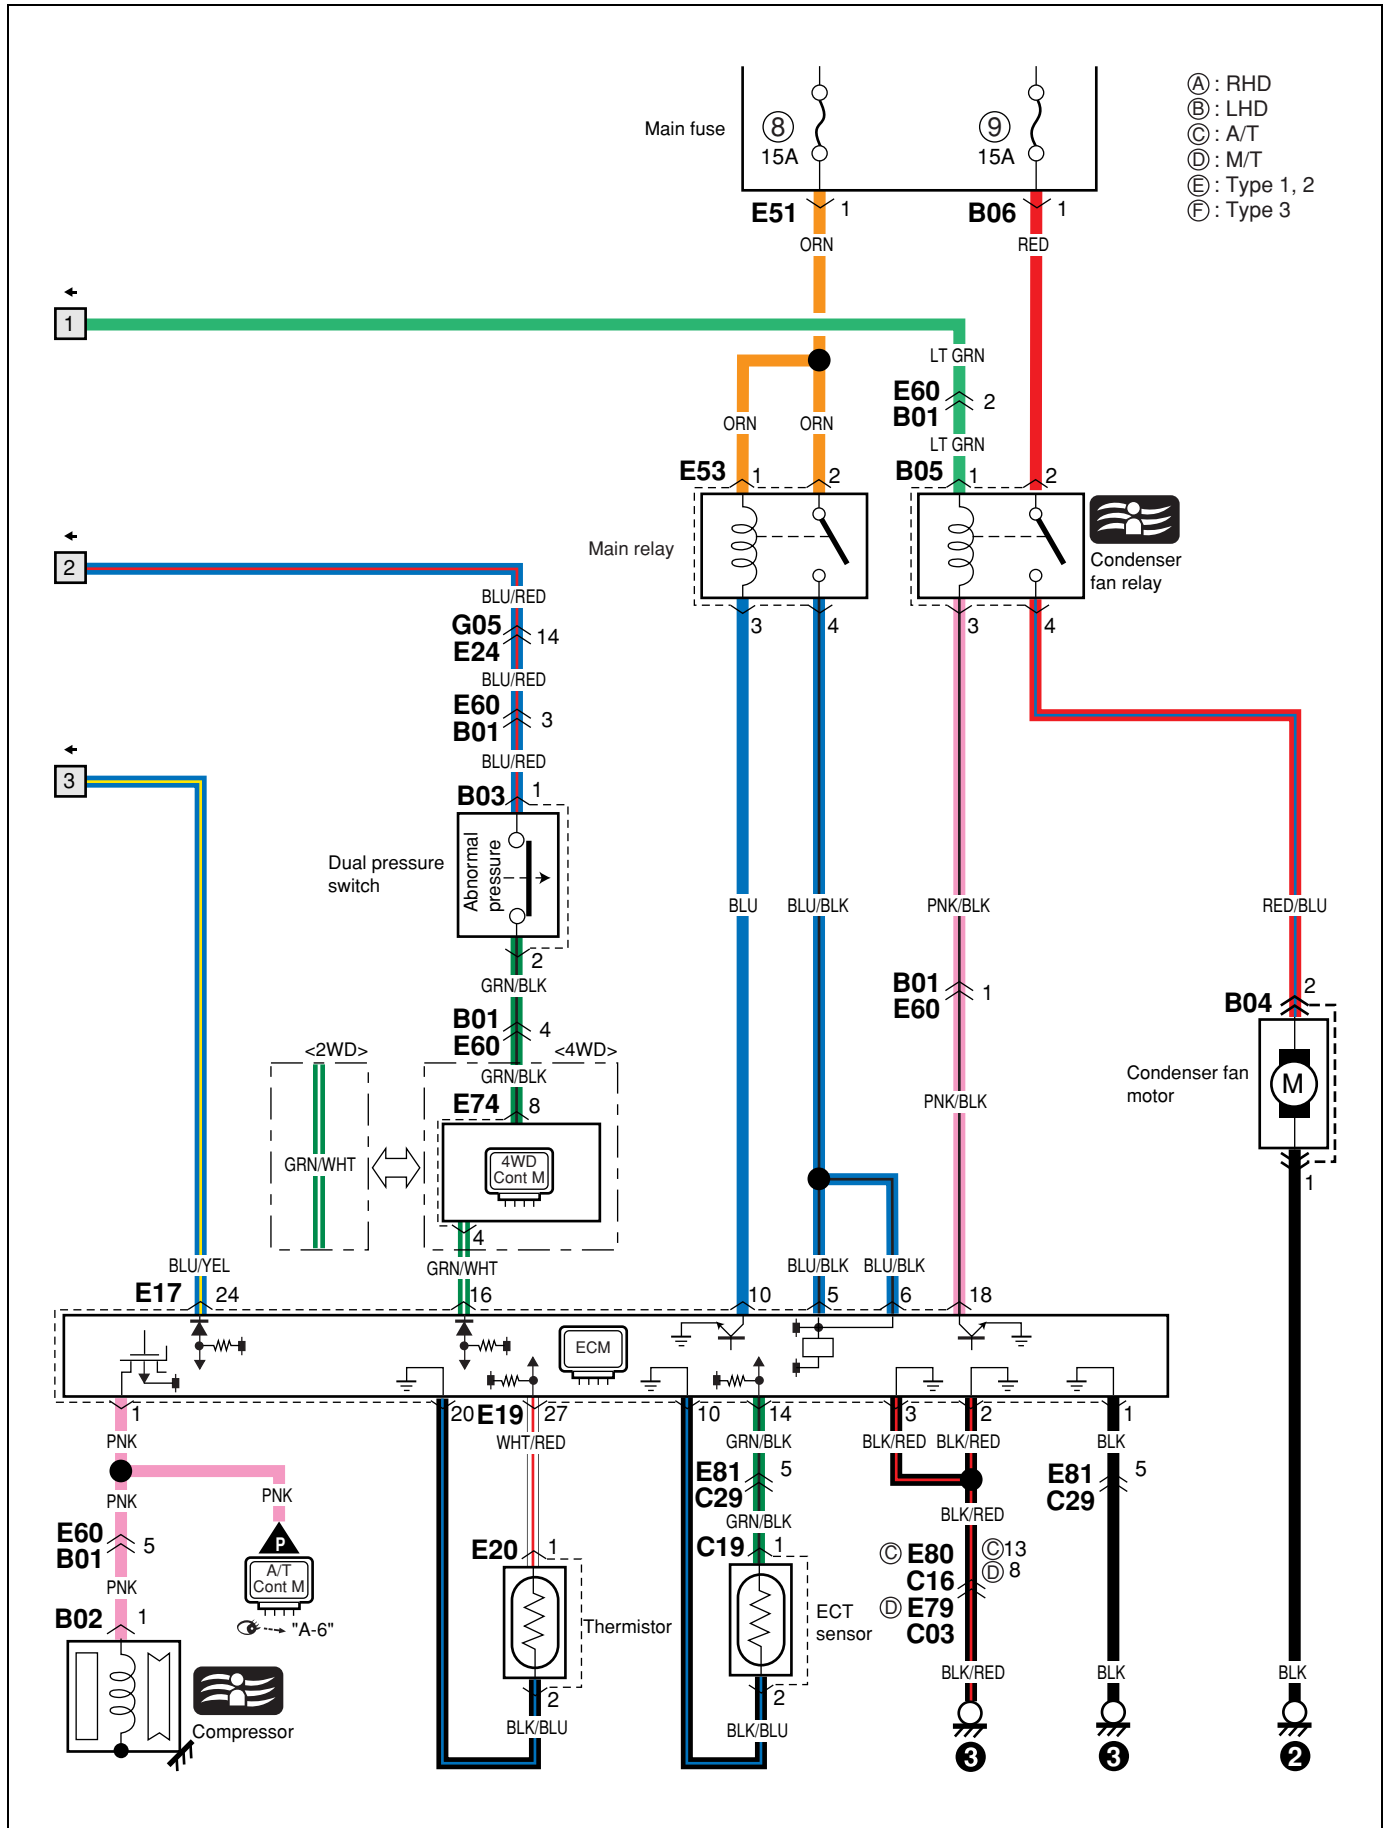 Ⓐ : RHD
Ⓑ : LHD
Ⓒ : A/T
Ⓓ : M/T
Ⓔ : Type 1, 2
Ⓕ : Type 3
Main fuse
⑧
15A
⑨
15A
E51 1
B06 1
ORN
RED
1
LT GRN
E60
B01
2
ORN
ORN
LT GRN
E53 1 2
B05 1 2
Main relay
Condenser
fan relay
3 4
3 4
2
BLU/RED
G05
E24
14
BLU/RED
E60
B01
3
BLU/RED
3
B03 1
Dual pressure
switch
Abnormal
pressure
2
GRN/BLK
BLU
BLU/BLK
PNK/BLK
RED/BLU
B01
E60
4
B01
E60
1
B04 2
<2WD>
<4WD>
GRN/BLK
E74 8
Condenser fan
motor
M
PNK/BLK
GRN/WHT
4WD
Cont M
1
4
BLU/YEL
GRN/WHT
BLU/BLK
BLU/BLK
E17 24
16
10
5
6
18
ECM
1
20
E19 27
10
14
3
2
1
PNK
WHT/RED
GRN/BLK
BLK/RED
BLK/RED
BLK
PNK
PNK
E81
C29
5
E81
C29
5
BLK/RED
E60
B01
5
P
GRN/BLK
A/T
Cont M
"A-6"
E20 1
C19 1
Ⓒ E80
C16
Ⓒ13
Ⓓ 8
Ⓓ E79
C03
PNK
B02 1
Thermistor
ECT
sensor
BLK/RED
BLK
BLK
Compressor
2
BLK/BLU
2
BLK/BLU
❸
❸
❷